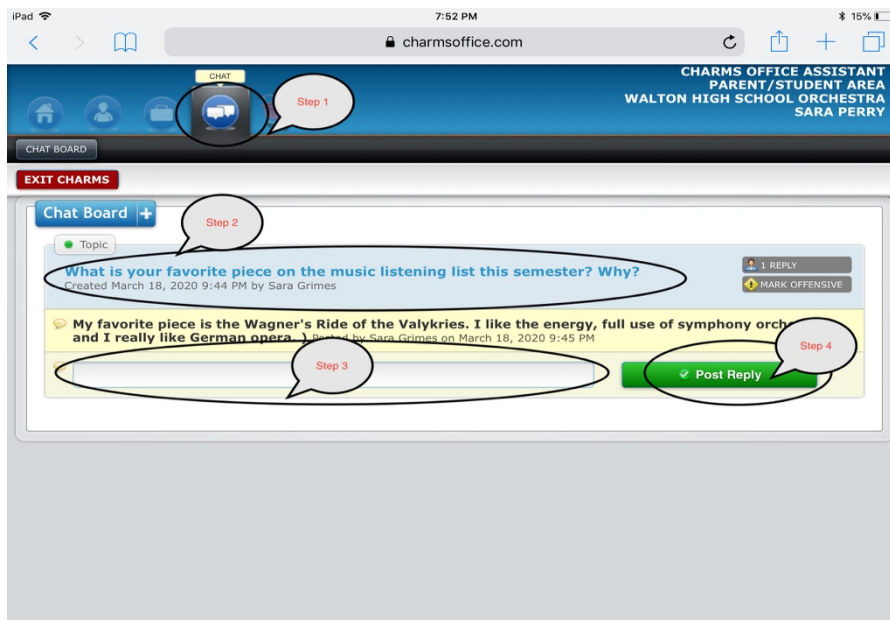 iPad 7:52 PM 15%
charmsoffice.com
CHAT
CHARMS OFFICE ASSISTANT
PARENT/STUDENT AREA
WALTON HIGH SCHOOL ORCHESTRA
SARA PERRY
Step 1
CHAT BOARD
EXIT CHARMS
Chat Board +
Step 2
Topic
What is your favorite piece on the music listening list this semester? Why?
Created March 18, 2020 9:44 PM by Sara Grimes
1 REPLY
MARK OFFENSIVE
My favorite piece is the Wagner's Ride of the Valykries. I like the energy, full use of symphony
and I really like German opera. ) Posted by Sara Grimes on March 18, 2020 9:45 PM
Step 3
Step 4
Post Reply